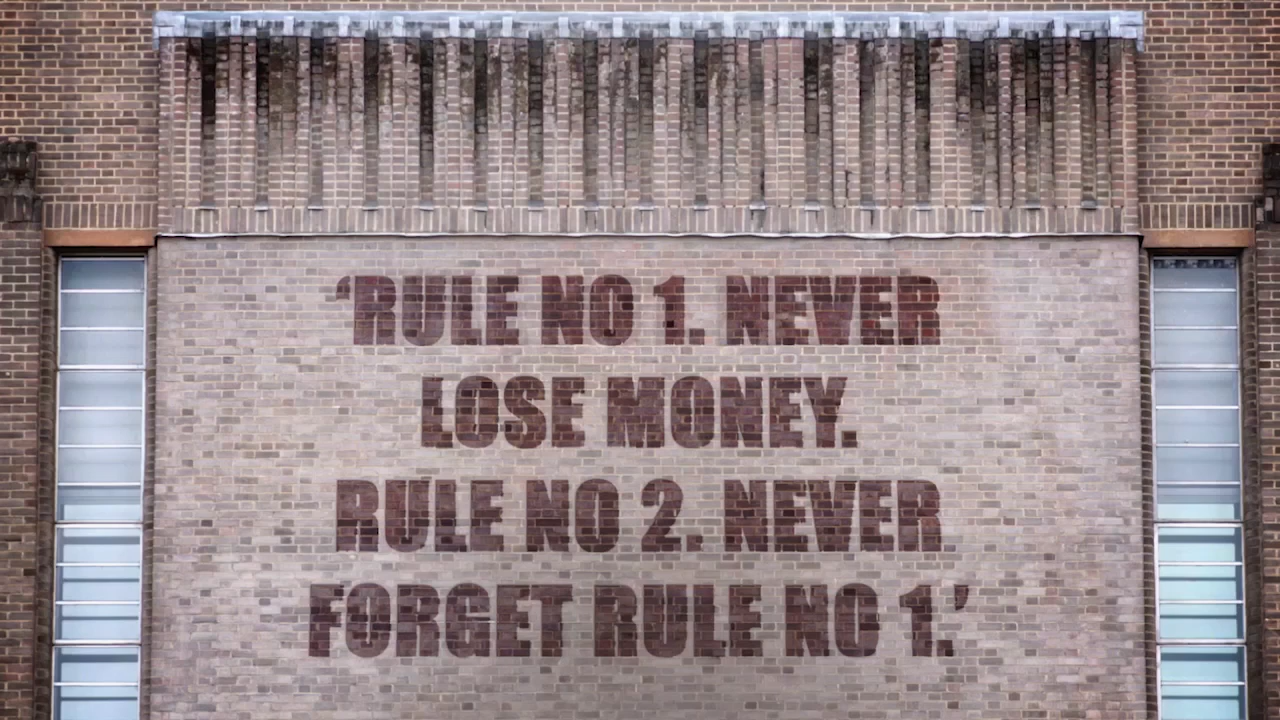 ‘RULE NO 1. NEVER
LOSE MONEY.
RULE NO 2. NEVER
FORGET RULE NO 1.’